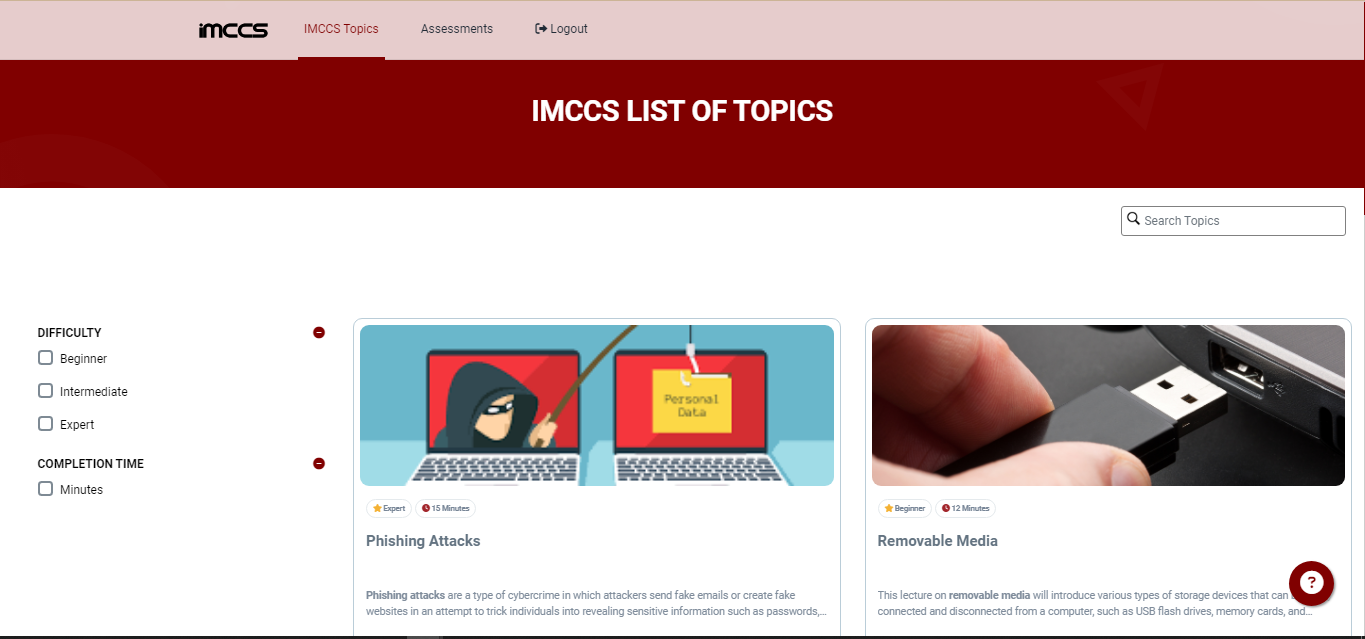 iMCCS
IMCCS Topics
Assessments
Logout
IMCCS LIST OF TOPICS
Search Topics
DIFFICULTY
Beginner
Intermediate
Expert
COMPLETION TIME
Minutes
Personal
Data
Expert
15 Minutes
Phishing Attacks
Phishing attacks are a type of cybercrime in which attackers send fake emails or create fake
websites in an attempt to trick individuals into revealing sensitive information such as passwords,...
Beginner
12 Minutes
Removable Media
This lecture on removable media will introduce various types of storage devices that can
connected and disconnected from a computer, such as USB flash drives, memory cards, and...
?